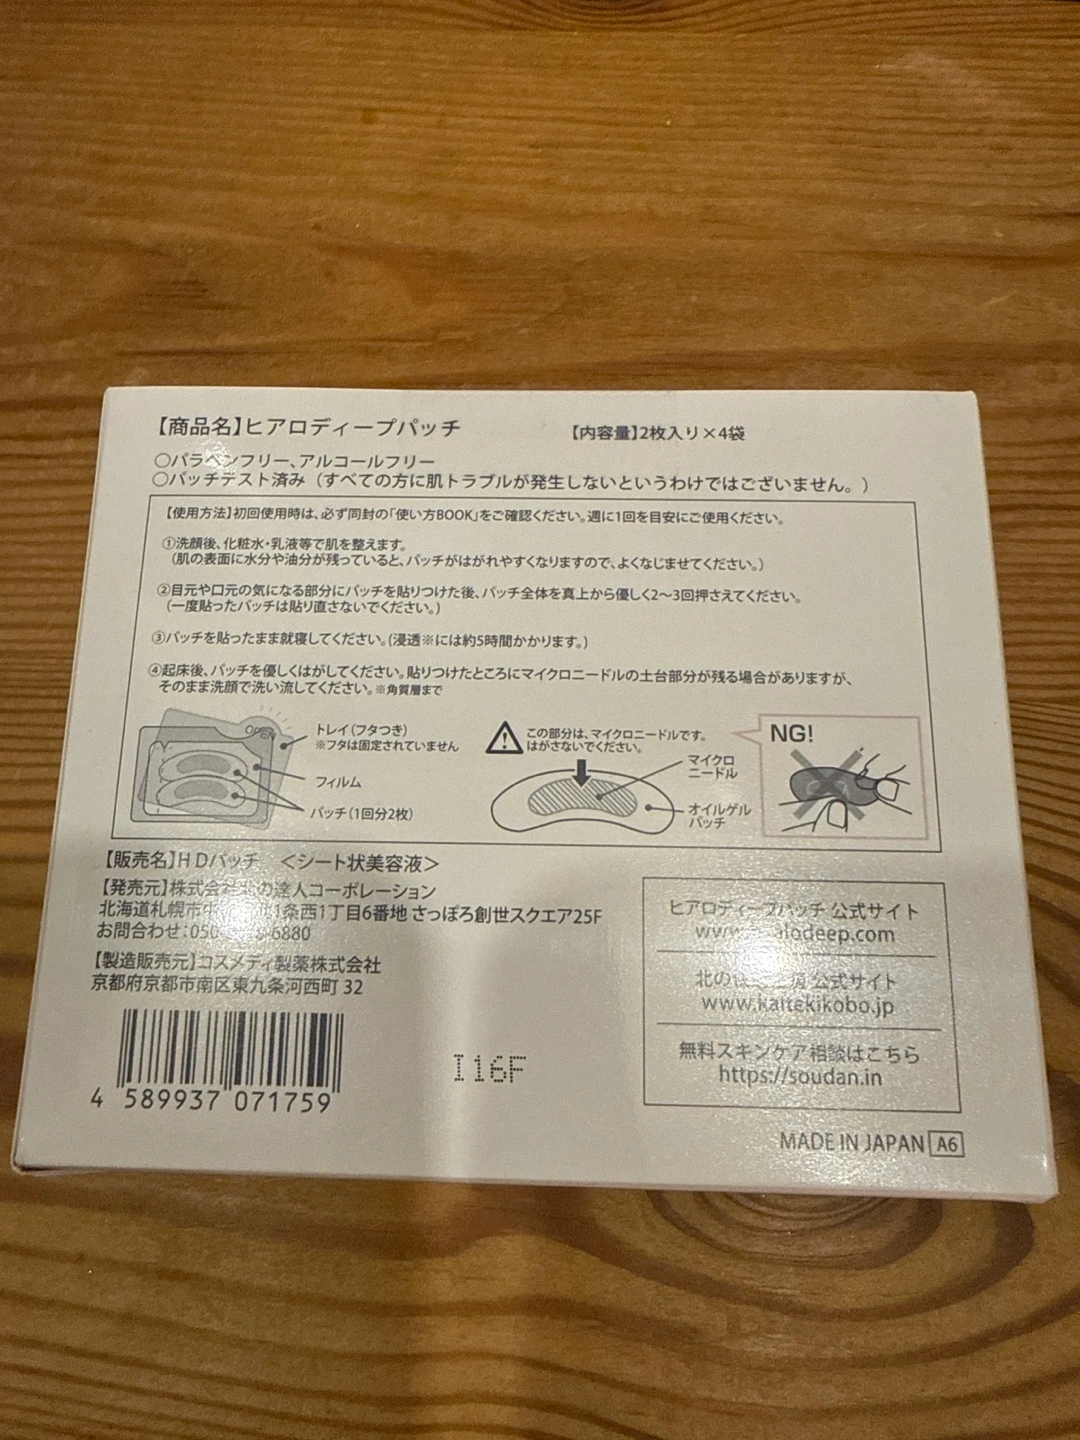 【商品名】ヒアロディープパッチ
【内容量】2枚入り×4袋
○パラベンフリー、アルコールフリー
○パッチテスト済み（すべての方に肌トラブルが発生しないというわけではございません。）
【使用方法】初回使用時は、必ず同封の「使い方BOOK」をご確認ください。週に1回を目安にご使用ください。
①洗顔後、化粧水・乳液等で肌を整えます。
（肌の表面に水分や油分が残っていると、パッチがはがれやすくなりますので、よくなじませてください。）
②目元や口元の気になる部分にパッチを貼りつけた後、パッチ全体を真上から優しく2〜3回押さえてください。
（一度貼ったパッチは貼り直さないでください。）
③パッチを貼ったまま就寝してください。（浸透※には約5時間かかります。）
④起床後、パッチを優しくはがしてください。貼りつけたところにマイクロニードルの土台部分が残る場合がありますが、
そのまま洗顔で洗い流してください。※角質層まで
OPEN
トレイ（フタつき）
※フタは固定されていません
フィルム
パッチ（1回分2枚）
この部分は、マイクロニードルです。
はがさないでください。
マイクロ
ニードル
オイルゲル
パッチ
NG!
【販売名】HDパッチ　＜シート状美容液＞
【発売元】株式会社北の達人コーポレーション
北海道札幌市中 1条西1丁目6番地 さっぽろ創世スクエア25F
お問合わせ：050 6880
【製造販売元】コスメディ製薬株式会社
京都府京都市南区東九条河西町 32
4 589937 071759
I16F
ヒアロディープパッチ 公式サイト
www. alodeep.com
北の 公式サイト
www.kaitekikobo.jp
無料スキンケア相談はこちら
https://soudan.in
MADE IN JAPAN A6